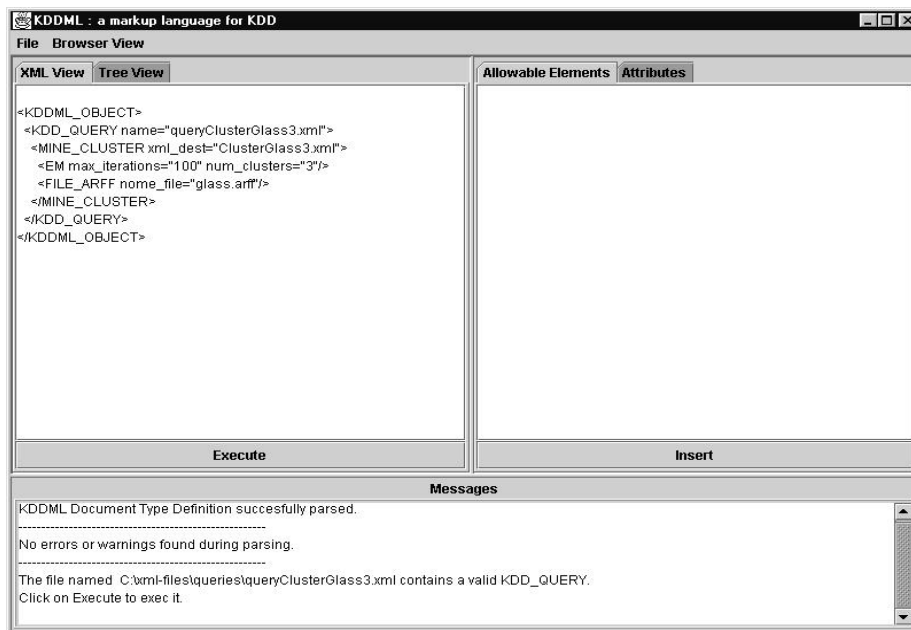 KDDML : a markup language for KDD
File Browser View
XML View Tree View
Allowable Elements Attributes
<KDDML_OBJECT>
<KDD_QUERY name="queryClusterGlass3.xml">
<MINE_CLUSTER xml_dest="ClusterGlass3.xml">
<EM max_iterations="100" num_clusters="3"/>
<FILE_ARFF nome_file="glass.arff"/>
</MINE_CLUSTER>
</KDD_QUERY>
</KDDML_OBJECT>
Execute
Insert
Messages
KDDML Document Type Definition succesfully parsed.
------------------------------------------------------
No errors or warnings found during parsing.
------------------------------------------------------
The file named C:\xml-files\queries\queryClusterGlass3.xml contains a valid KDD_QUERY.
Click on Execute to exec it.